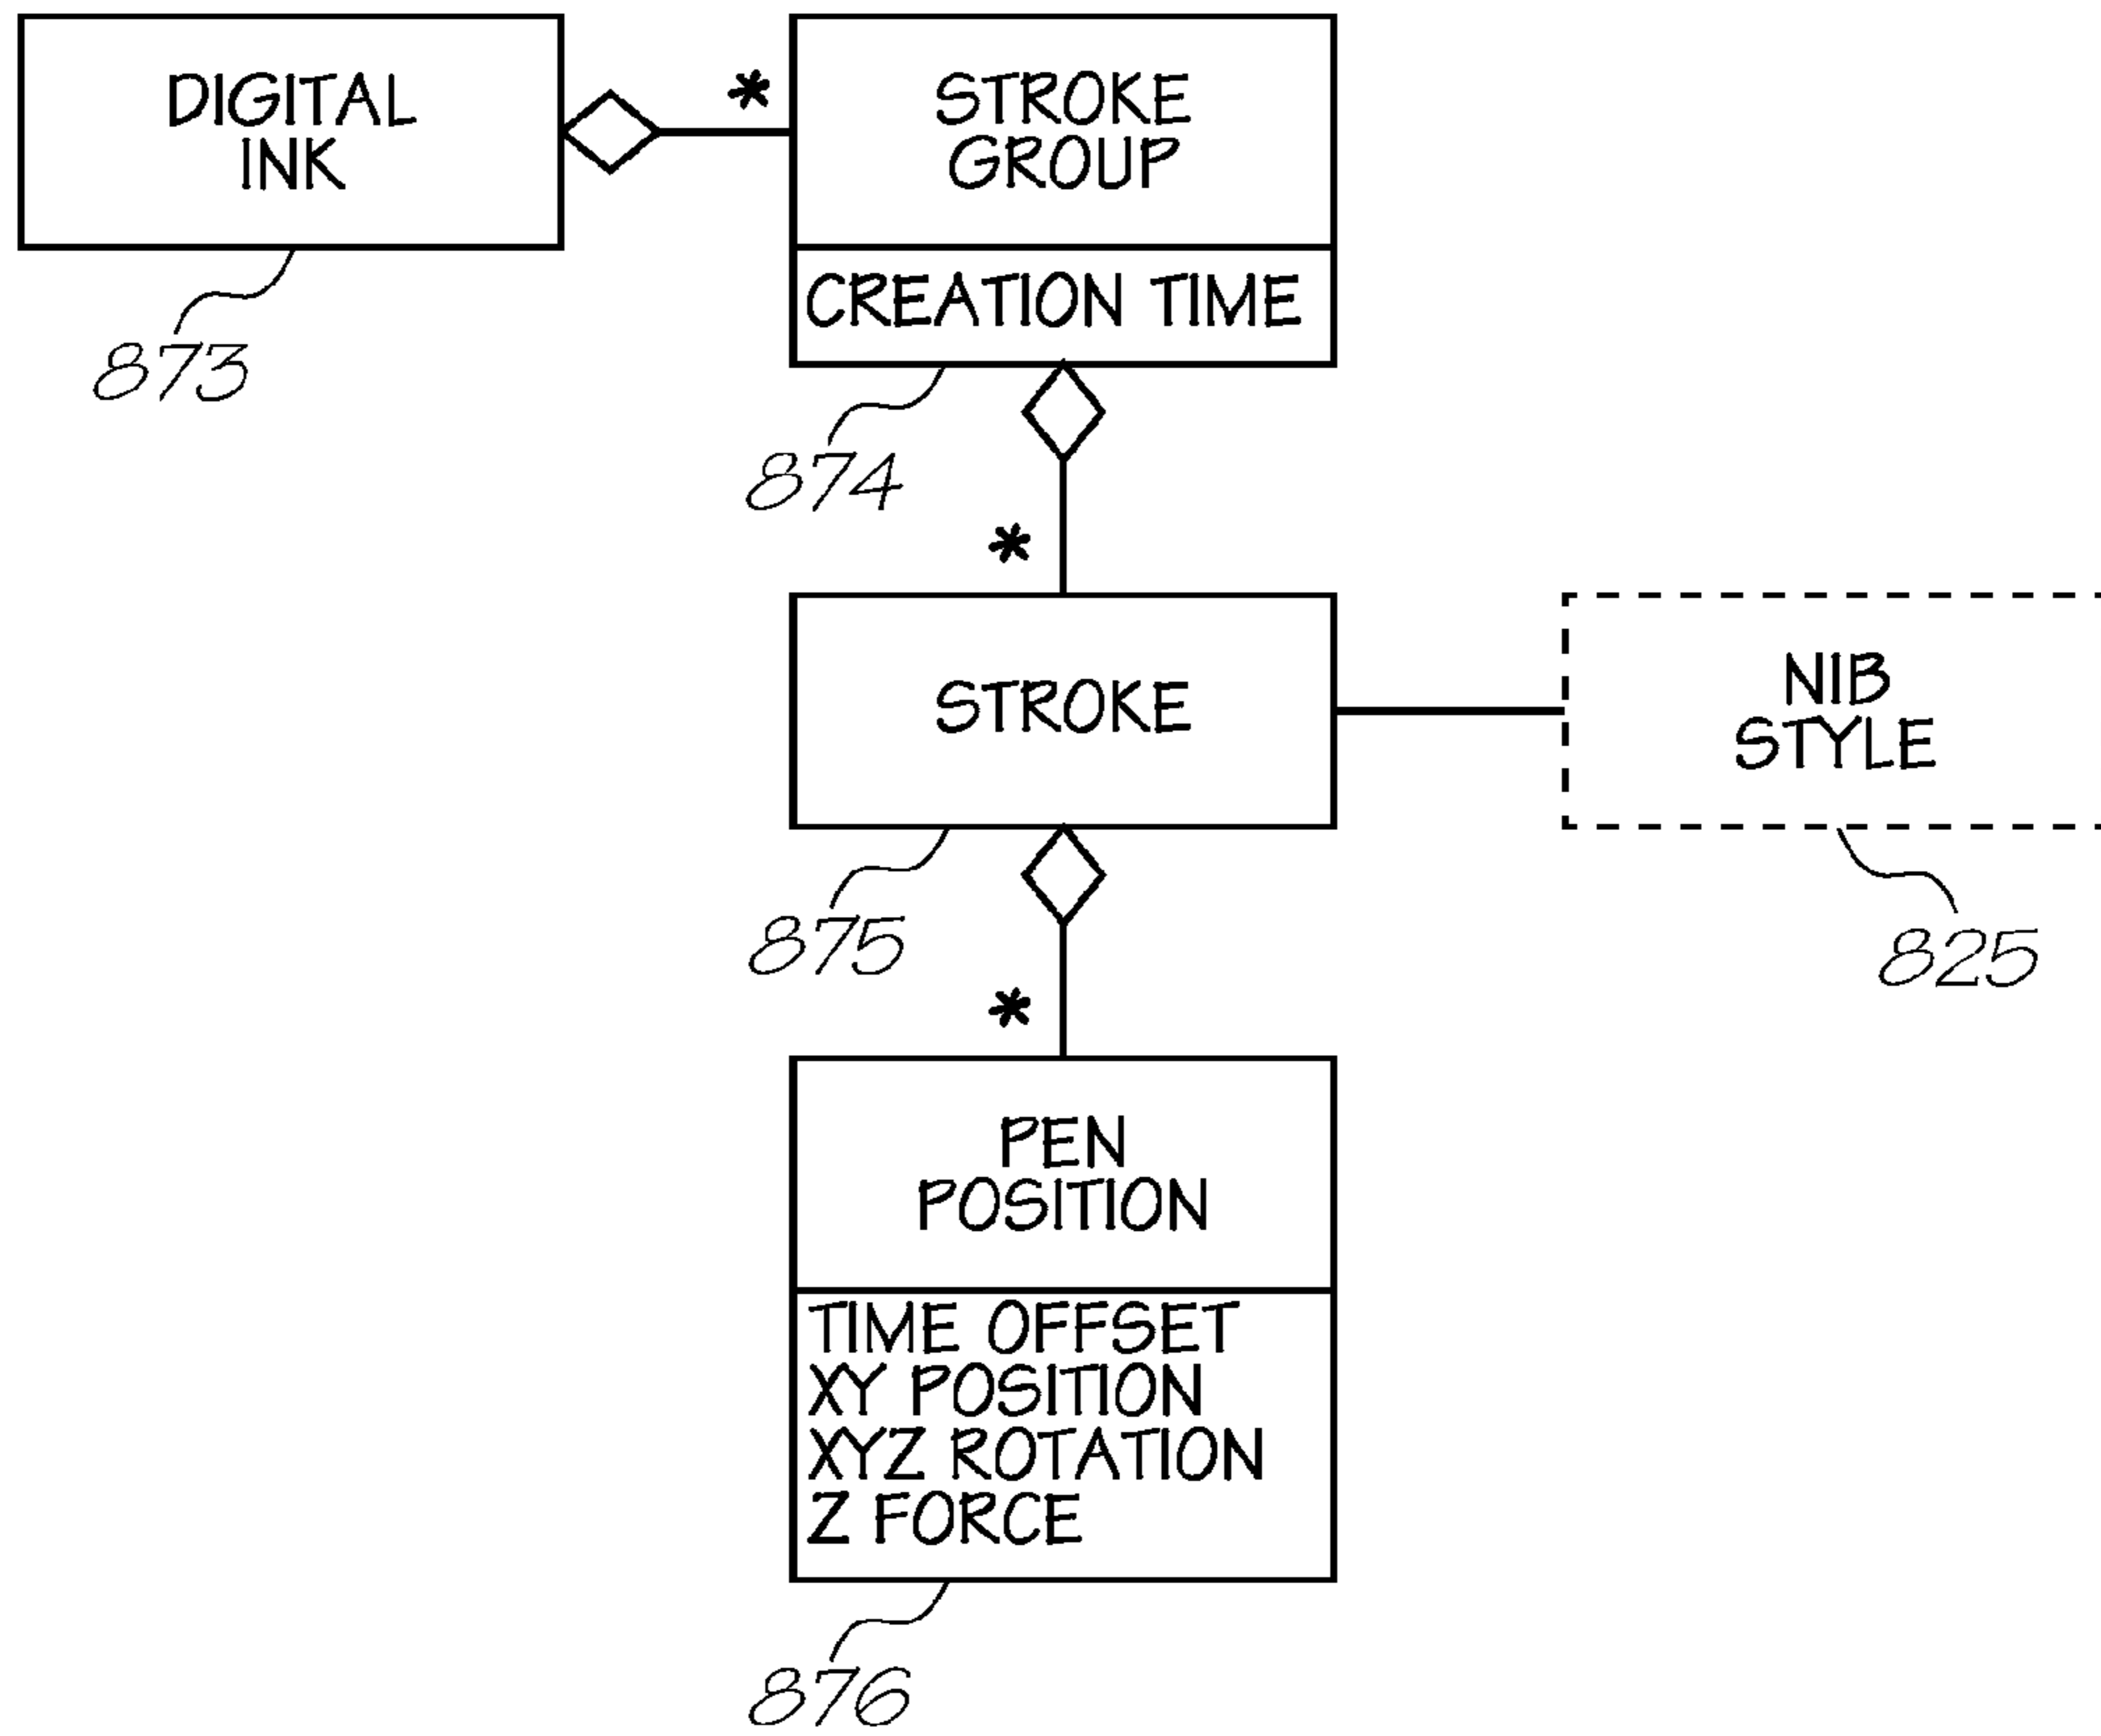 DIGITAL
INK
*
STROKE
GROUP
CREATION TIME
873
874
*
STROKE
NIB
STYLE
875
825
*
PEN
POSITION
TIME OFFSET
XY POSITION
XYZ ROTATION
Z FORCE
876